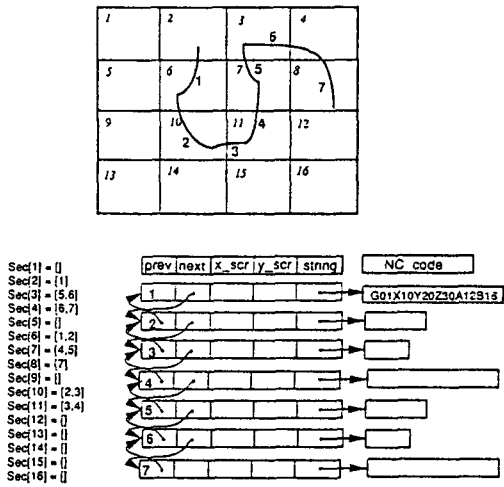 1 2 3 4
6
5 6 7 5 8
1 7
9 10 11 4 12
2 3
13 14 15 16
prev next x_scr y_scr string NC code
Sec[1] = []
Sec[2] = [1]
Sec[3] = [5,6]
Sec[4] = [6,7]
Sec[5] = []
Sec[6] = [1,2]
Sec[7] = [4,5]
Sec[8] = [7]
Sec[9] = []
Sec[10] = [2,3]
Sec[11] = [3,4]
Sec[12] = []
Sec[13] = []
Sec[14] = []
Sec[15] = []
Sec[16] = []
1 G01X10Y20Z30A12B16
2
3
4
5
6
7